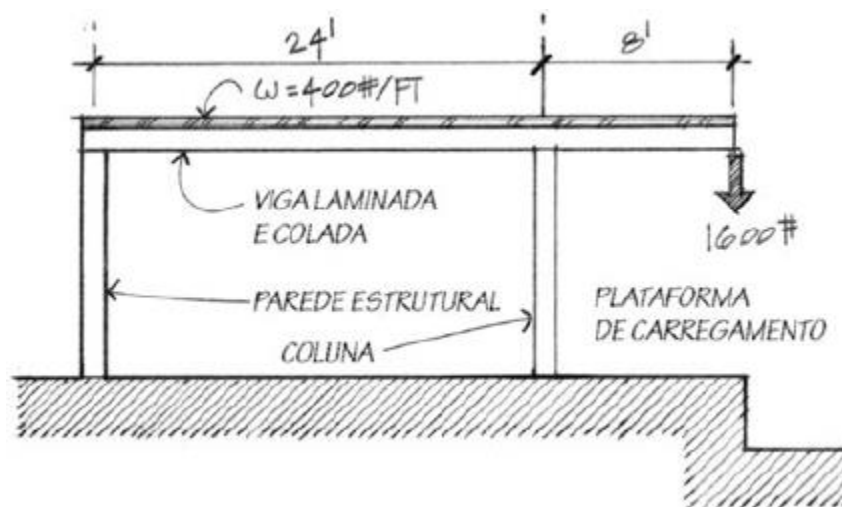 24'
8'
ω=400#/FT
VIGA LAMINADA
E COLADA
1600#
PAREDE ESTRUTURAL
PLATAFORMA
DE CARREGAMENTO
COLUNA